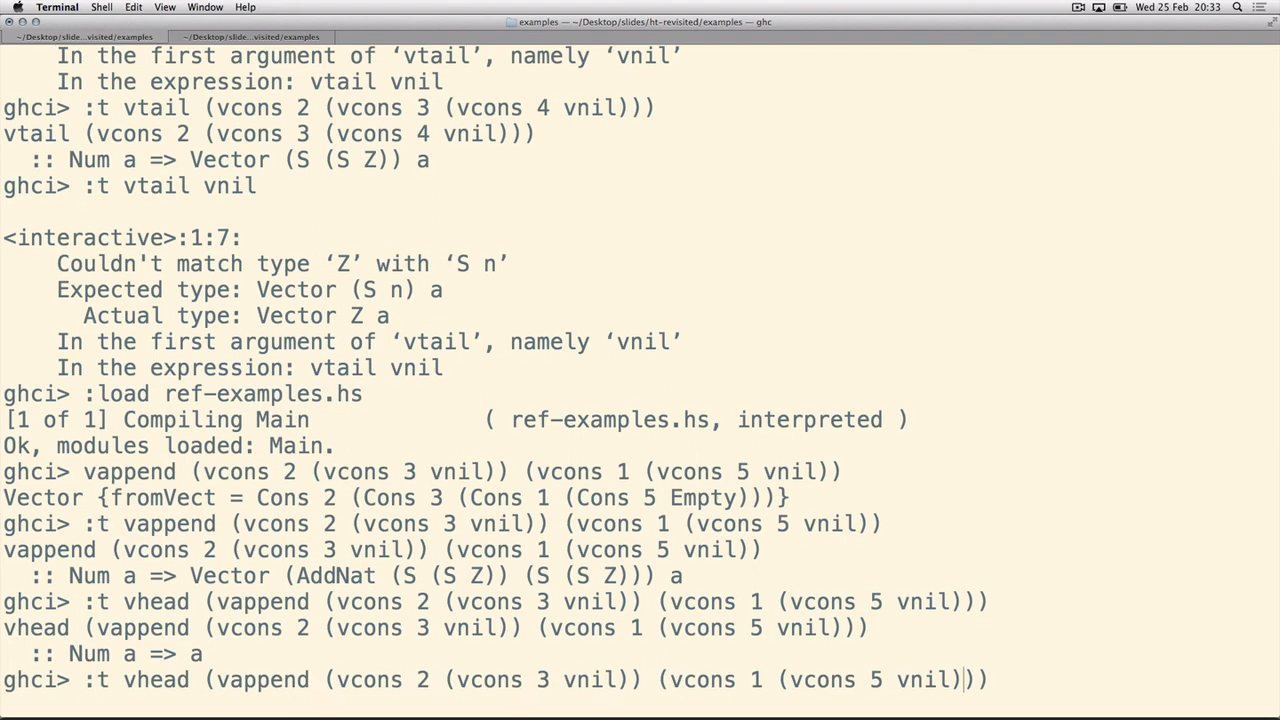 Terminal Shell Edit View Window Help Wed 25 Feb 20:33
examples — ~/Desktop/slides/ht-revisited/examples — ghc
~/Desktop/slide...visited/examples ~/Desktop/slide...visited/examples
    In the first argument of ‘vtail’, namely ‘vnil’
    In the expression: vtail vnil
ghci> :t vtail (vcons 2 (vcons 3 (vcons 4 vnil)))
vtail (vcons 2 (vcons 3 (vcons 4 vnil)))
  :: Num a => Vector (S (S Z)) a
ghci> :t vtail vnil
<interactive>:1:7:
    Couldn't match type ‘Z’ with ‘S n’
    Expected type: Vector (S n) a
      Actual type: Vector Z a
    In the first argument of ‘vtail’, namely ‘vnil’
    In the expression: vtail vnil
ghci> :load ref-examples.hs
[1 of 1] Compiling Main             ( ref-examples.hs, interpreted )
Ok, modules loaded: Main.
ghci> vappend (vcons 2 (vcons 3 vnil)) (vcons 1 (vcons 5 vnil))
Vector {fromVect = Cons 2 (Cons 3 (Cons 1 (Cons 5 Empty)))}
ghci> :t vappend (vcons 2 (vcons 3 vnil)) (vcons 1 (vcons 5 vnil))
vappend (vcons 2 (vcons 3 vnil)) (vcons 1 (vcons 5 vnil))
  :: Num a => Vector (AddNat (S (S Z)) (S (S Z))) a
ghci> :t vhead (vappend (vcons 2 (vcons 3 vnil)) (vcons 1 (vcons 5 vnil)))
vhead (vappend (vcons 2 (vcons 3 vnil)) (vcons 1 (vcons 5 vnil)))
  :: Num a => a
ghci> :t vhead (vappend (vcons 2 (vcons 3 vnil)) (vcons 1 (vcons 5 vnil)))